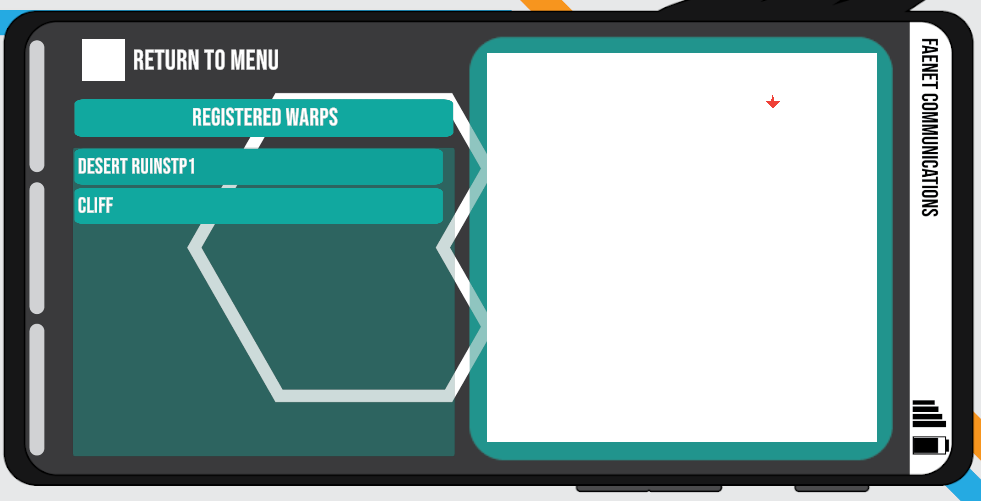 RETURN TO MENU
REGISTERED WARPS
DESERT RUINSTP1
CLIFF
FAENET COMMUNICATIONS